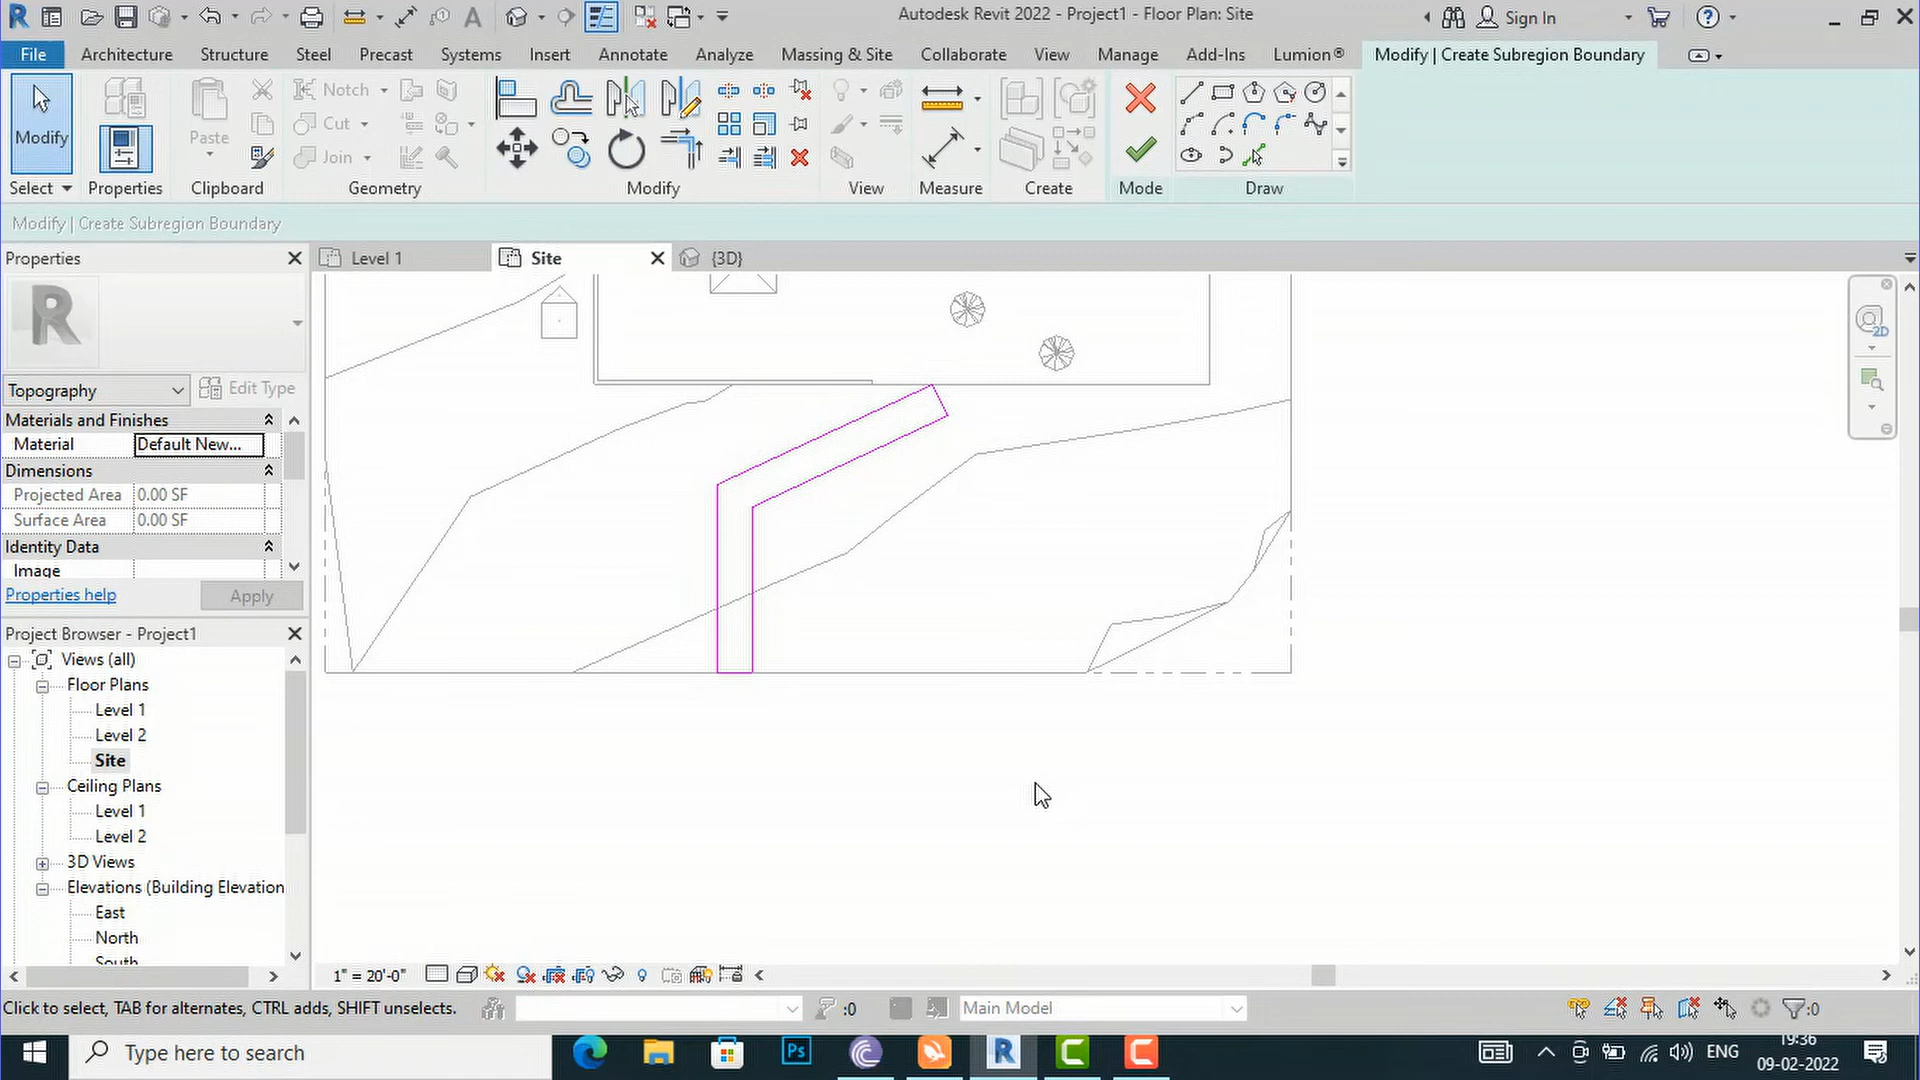 Autodesk Revit 2022 - Project1 - Floor Plan: Site
Sign In
File Architecture Structure Steel Precast Systems Insert Annotate Analyze Massing & Site Collaborate View Manage Add-Ins Lumion® Modify | Create Subregion Boundary
Notch
Modify
Paste
Cut
Join
Select Properties Clipboard Geometry Modify View Measure Create Mode Draw
Modify | Create Subregion Boundary
Properties
Level 1
Site
{3D}
2D
Topography
Edit Type
Materials and Finishes
Material Default New...
Dimensions
Projected Area 0.00 SF
Surface Area 0.00 SF
Identity Data
Image
Properties help
Apply
Project Browser - Project1
Views (all)
Floor Plans
Level 1
Level 2
Site
Ceiling Plans
Level 1
Level 2
3D Views
Elevations (Building Elevation
East
North
South
1" = 20'-0"
Click to select, TAB for alternates, CTRL adds, SHIFT unselects.
:0
Main Model
:0
Type here to search
Ps
ENG
19:36
09-02-2022